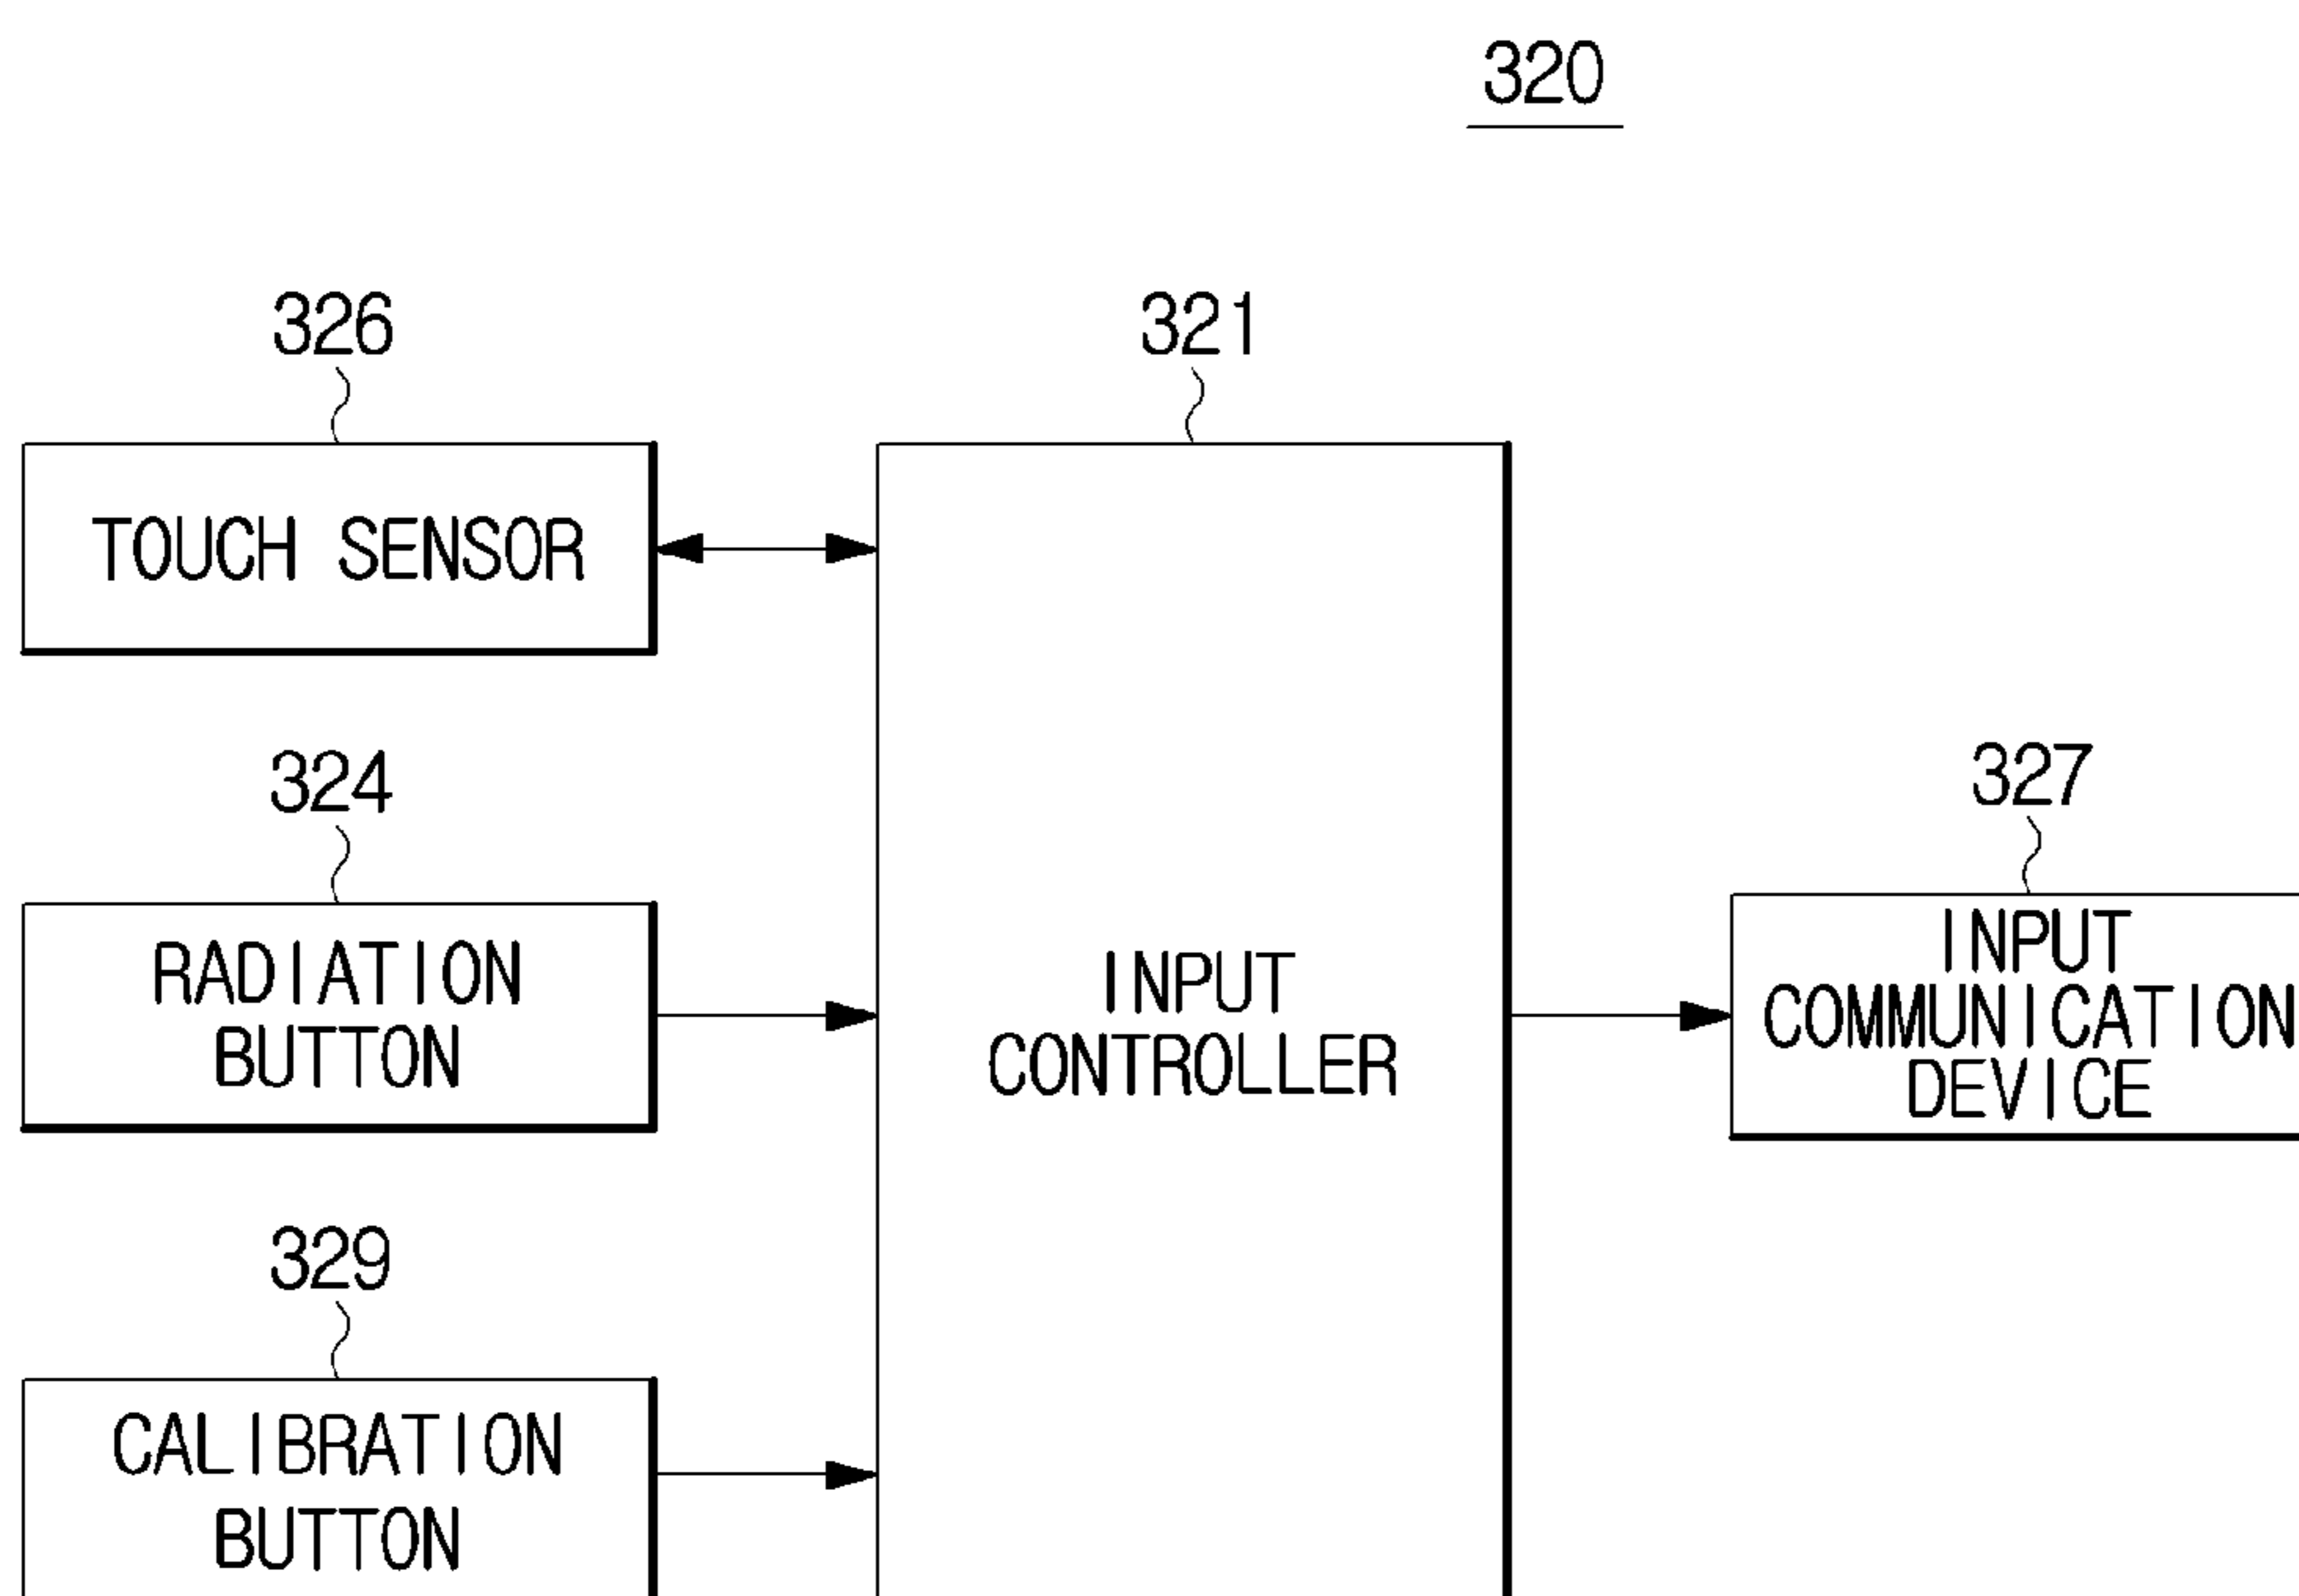 320
326
321
TOUCH SENSOR
324
327
RADIATION
BUTTON
INPUT
CONTROLLER
INPUT
COMMUNICATION
DEVICE
329
CALIBRATION
BUTTON